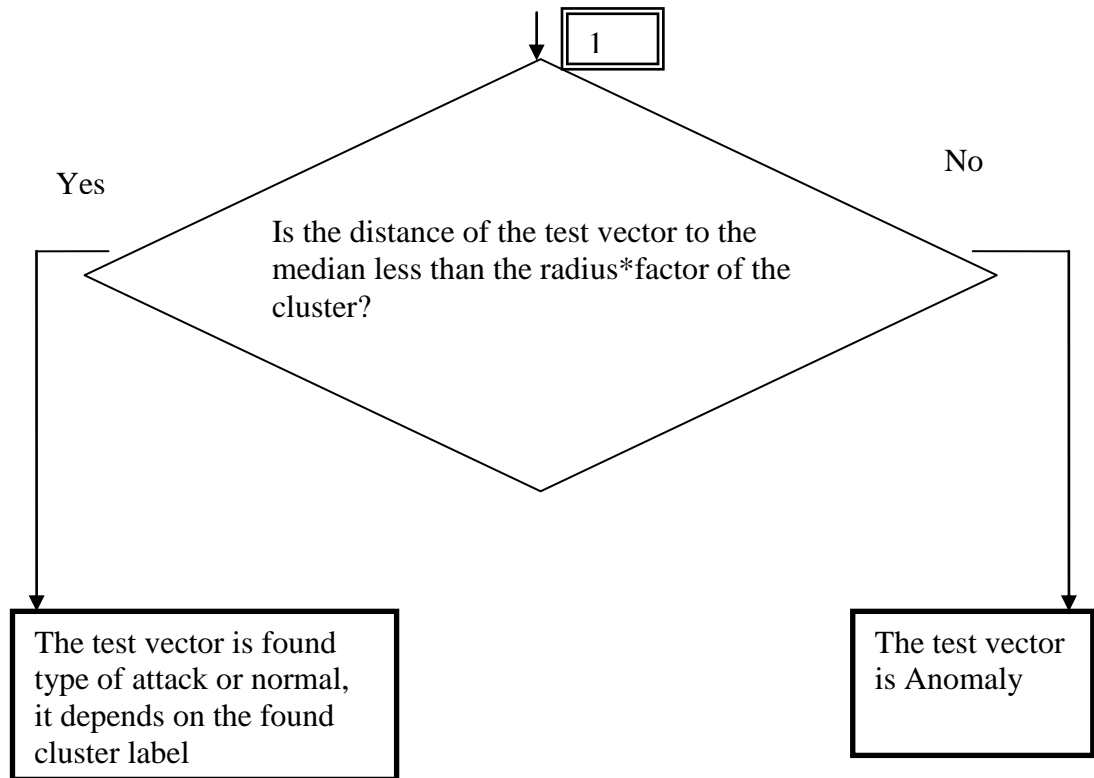 1
Yes
No
Is the distance of the test vector to the
median less than the radius*factor of the
cluster?
The test vector is found
type of attack or normal,
it depends on the found
cluster label
The test vector
is Anomaly